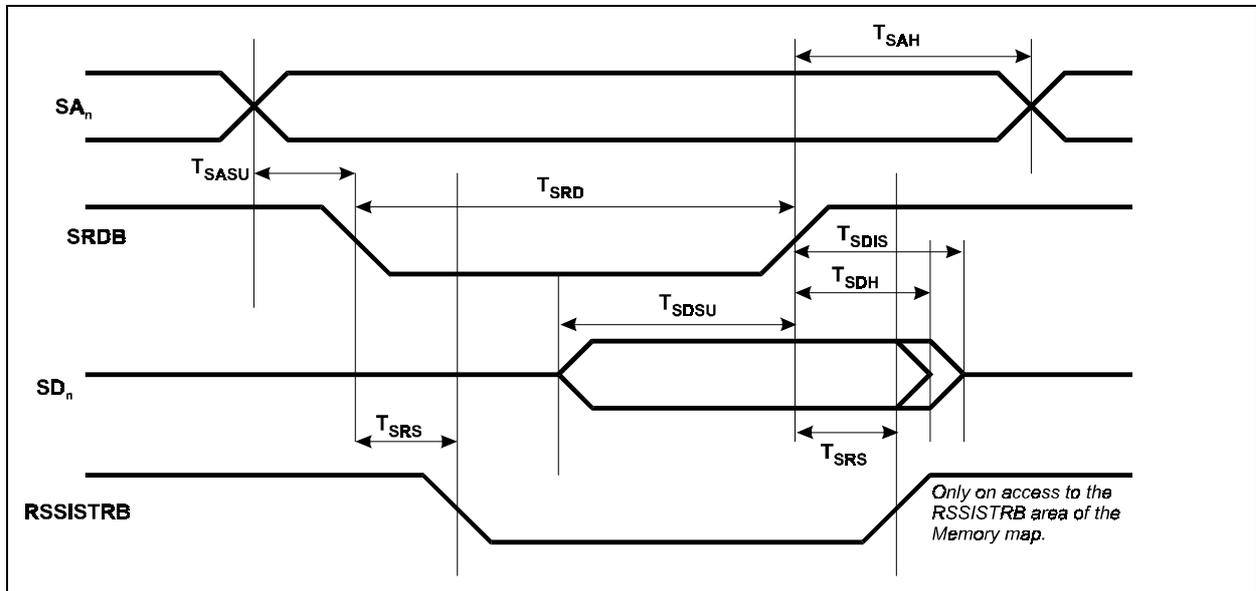 T_SAH
SA_n
T_SASU
T_SRD
SRDB
T_SDIS
T_SDH
T_SDSU
SD_n
T_SRS
T_SRS
RSSISTRB
Only on access to the
RSSISTRB area of the
Memory map.